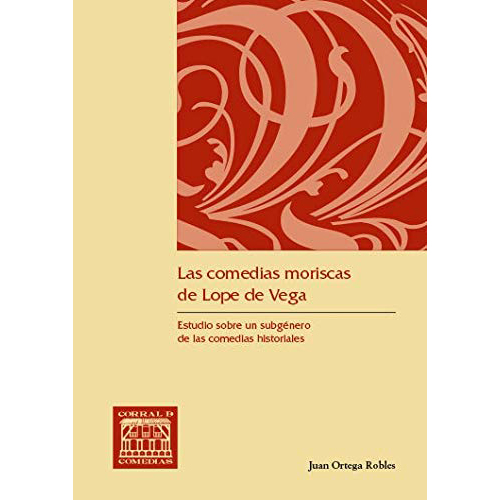 Las comedias moriscas
de Lope de Vega
Estudio sobre un subgénero
de las comedias historiales
CORRAL D
COMEDIAS
Juan Ortega Robles